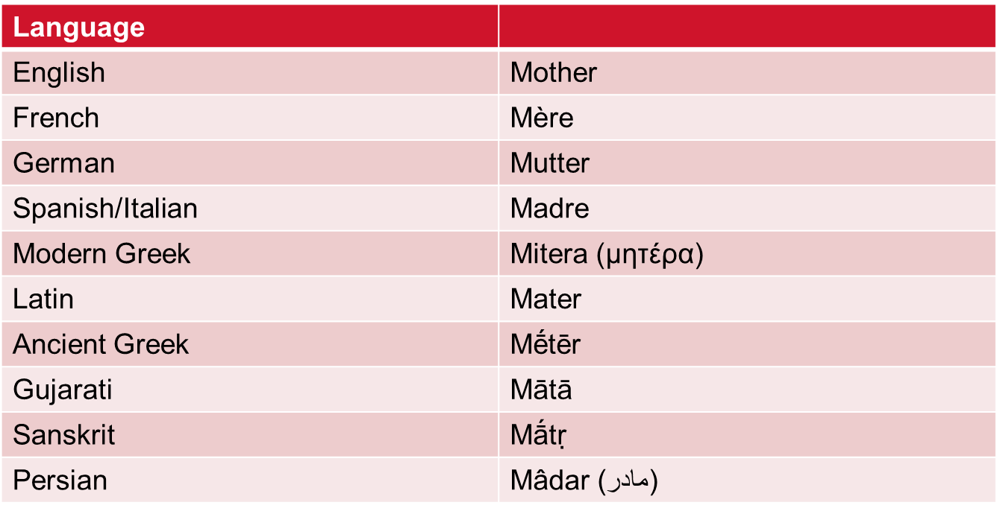 Language
English Mother
French Mère
German Mutter
Spanish/Italian Madre
Modern Greek Mitera (μητέρα)
Latin Mater
Ancient Greek Mḗtēr
Gujarati Mātā
Sanskrit Mā́tṛ
Persian Mâdar (مادر)